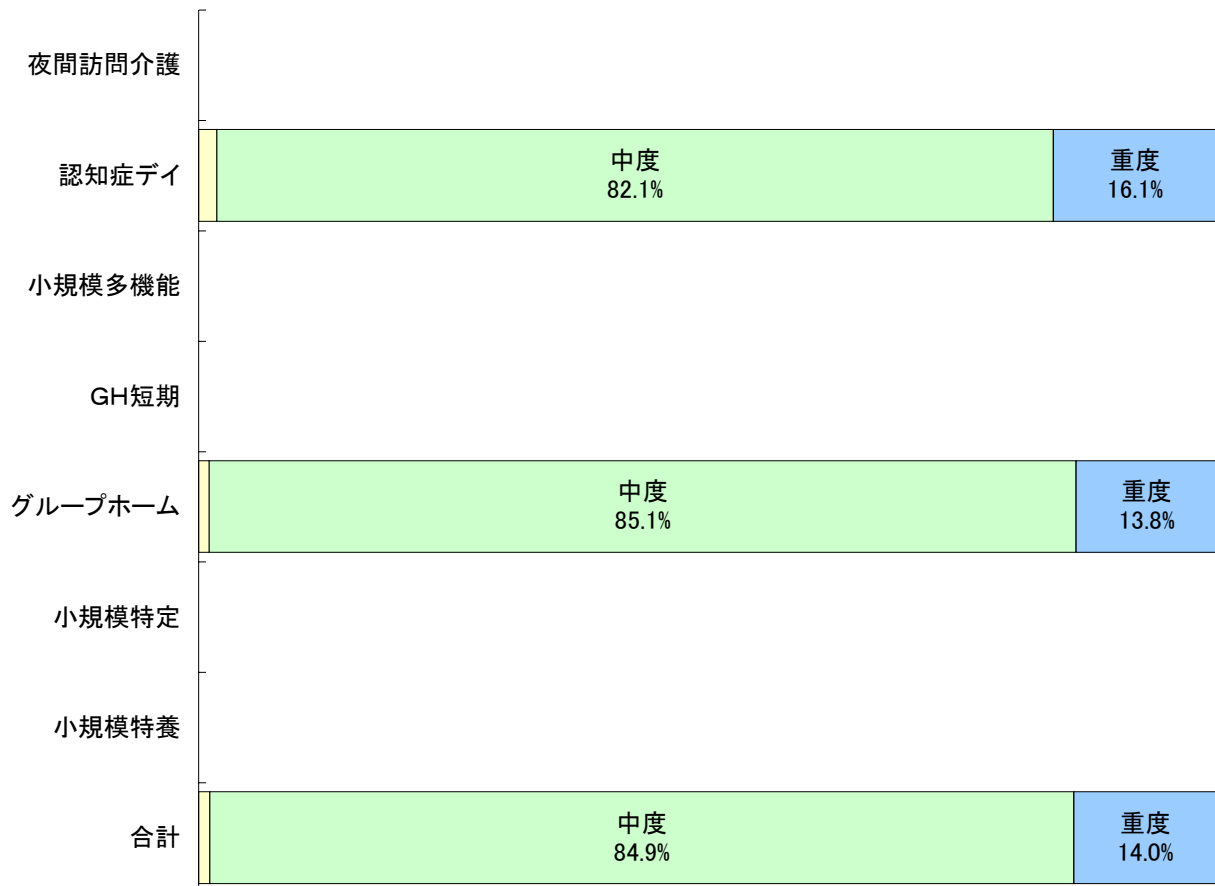 夜間訪問介護
認知症デイ
中度
82.1%
重度
16.1%
小規模多機能
GH短期
グループホーム
中度
85.1%
重度
13.8%
小規模特定
小規模特養
合計
中度
84.9%
重度
14.0%